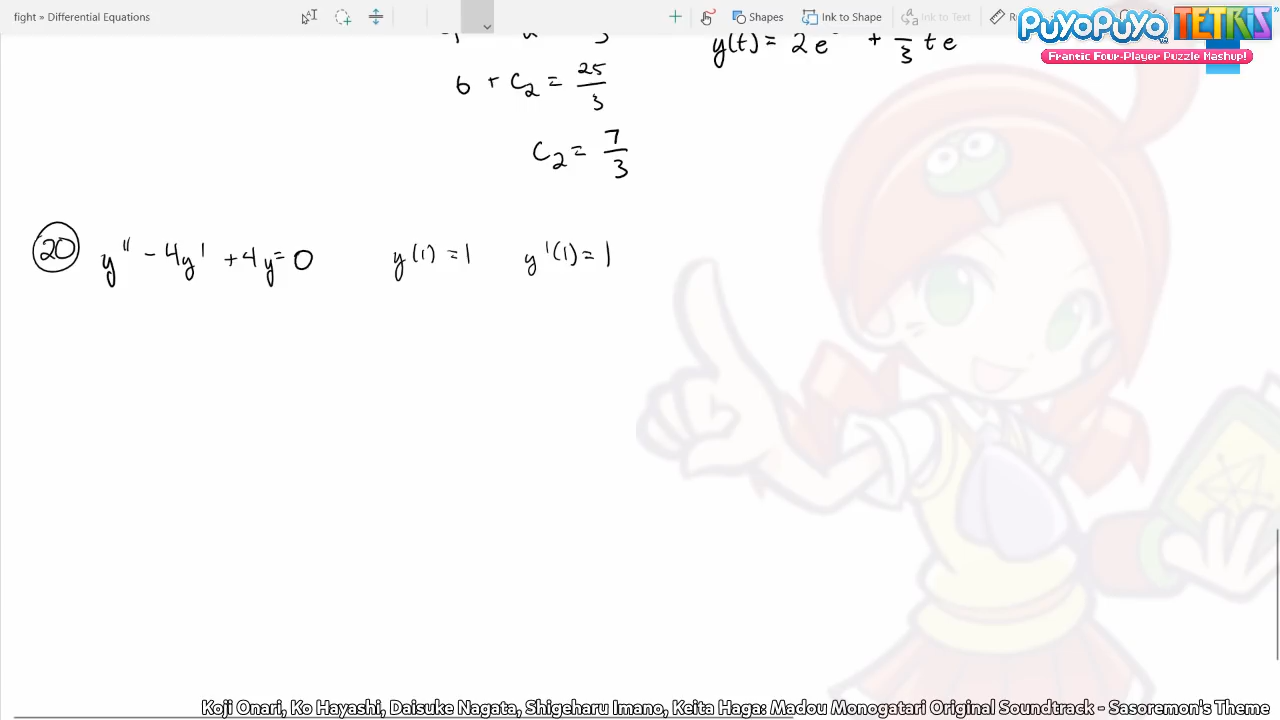 fight » Differential Equations
Shapes
Ink to Shape
Ink to Text
PUYOPUYO TETRIS
Frantic Four-Player Puzzle Mashup!
y(t) = 2e + /3 t e
6 + C₂ = 25/3
C₂ = 7/3
20 y'' - 4y' + 4y = 0 y(1) = 1 y'(1) = 1
Koji Onari, Ko Hayashi, Daisuke Nagata, Shigeharu Imano, Keita Haga: Madou Monogatari Original Soundtrack - Sasoremon's Theme